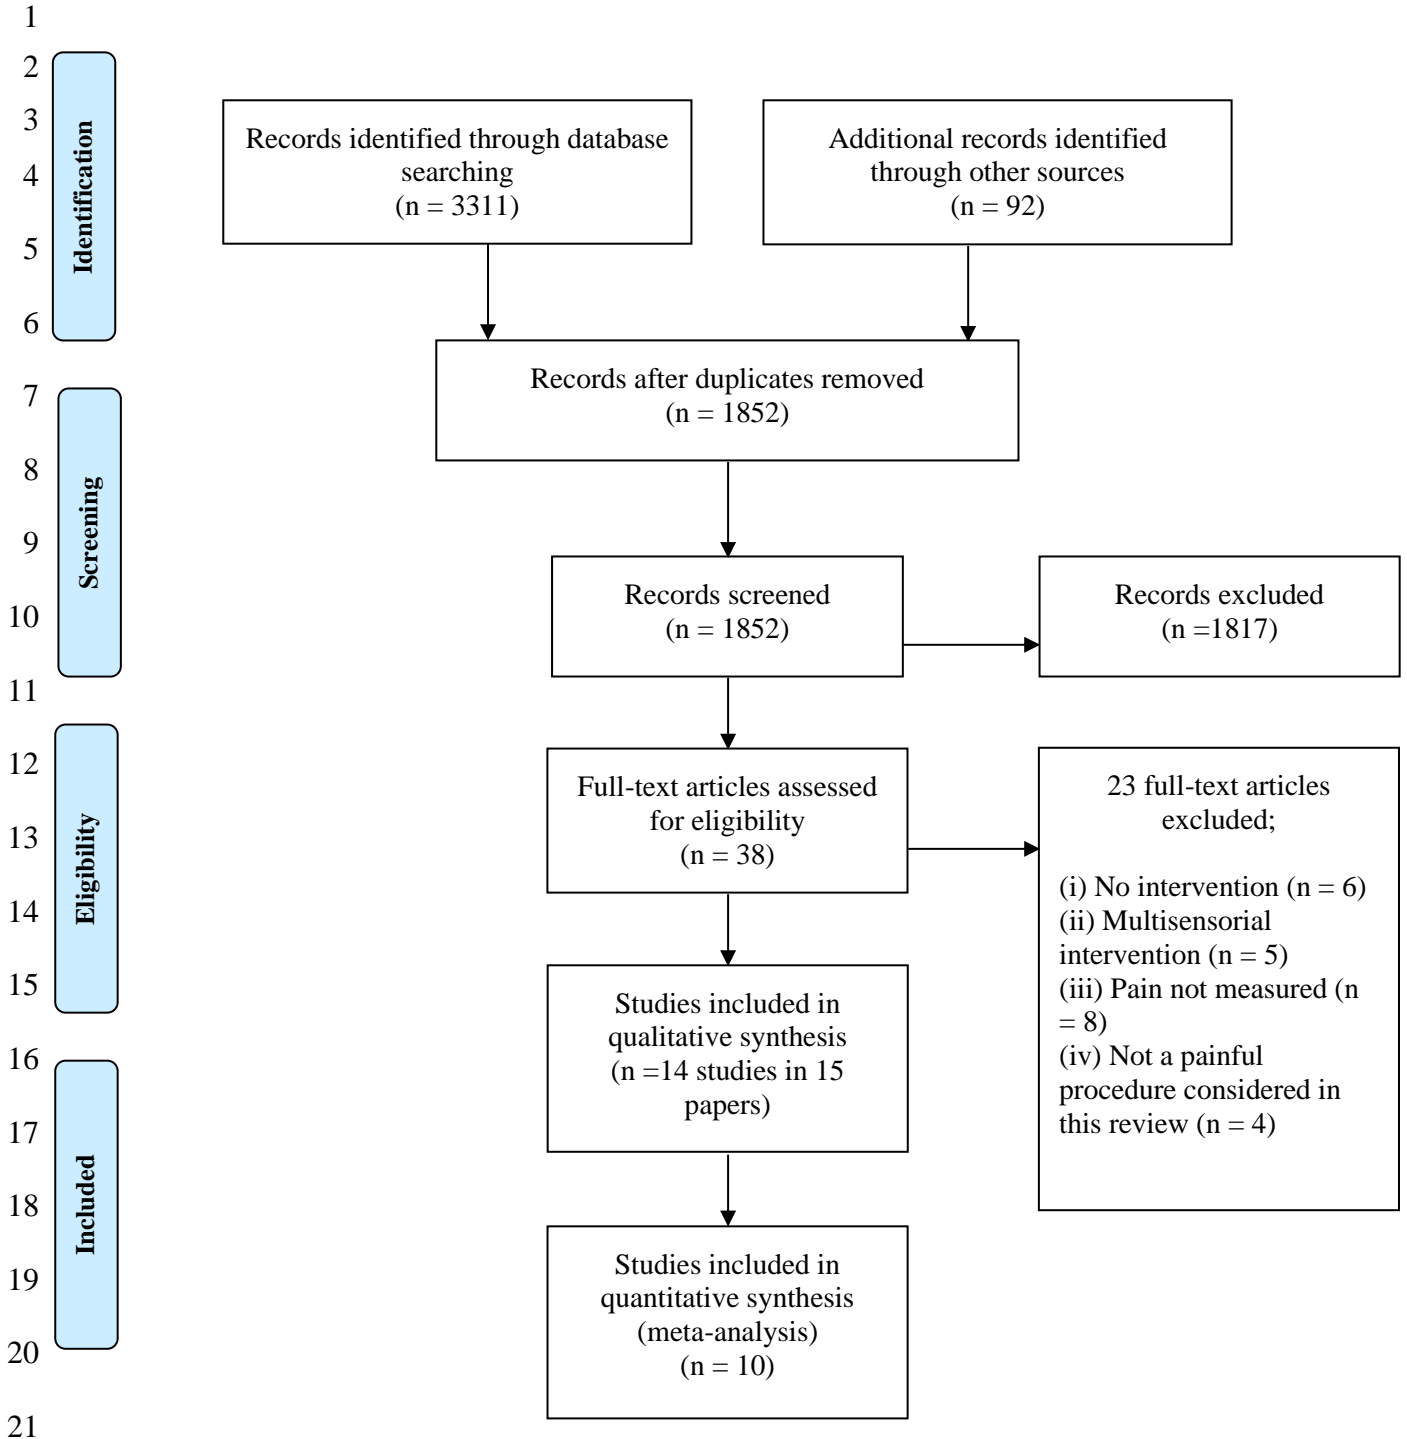 1
2
3
4
5
6
7
8
9
10
11
12
13
14
15
16
17
18
19
20
21
Identification
Records identified through database
searching
(n = 3311)
Additional records identified
through other sources
(n = 92)
Records after duplicates removed
(n = 1852)
Screening
Records screened
(n = 1852)
Records excluded
(n =1817)
Eligibility
Full-text articles assessed
for eligibility
(n = 38)
23 full-text articles
excluded;
(i) No intervention (n = 6)
(ii) Multisensorial
intervention (n = 5)
(iii) Pain not measured (n
= 8)
(iv) Not a painful
procedure considered in
this review (n = 4)
Studies included in
qualitative synthesis
(n =14 studies in 15
papers)
Included
Studies included in
quantitative synthesis
(meta-analysis)
(n = 10)